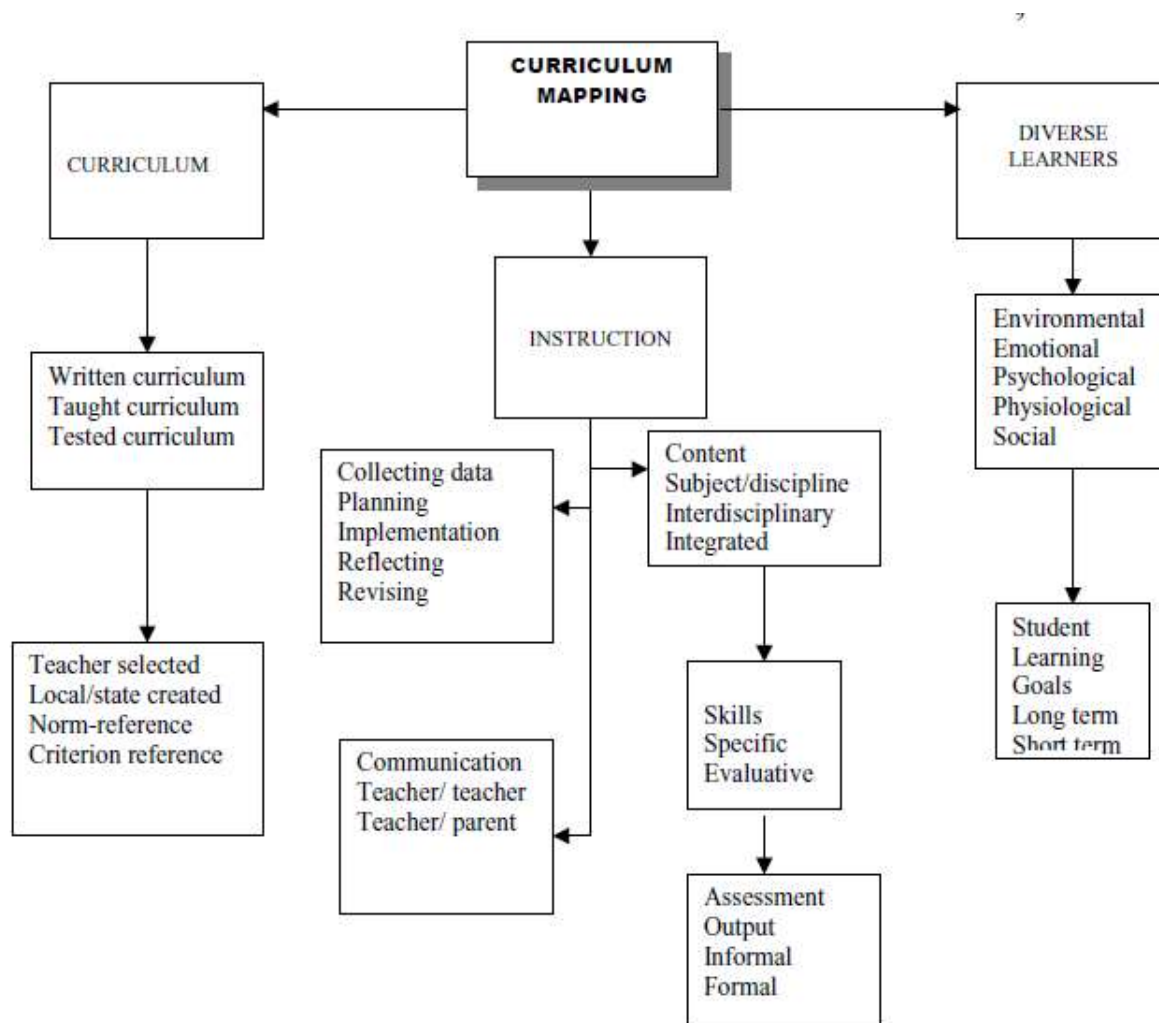 CURRICULUM
MAPPING
CURRICULUM
DIVERSE
LEARNERS
INSTRUCTION
Written curriculum
Taught curriculum
Tested curriculum
Environmental
Emotional
Psychological
Physiological
Social
Collecting data
Planning
Implementation
Reflecting
Revising
Content
Subject/discipline
Interdisciplinary
Integrated
Teacher selected
Local/state created
Norm-reference
Criterion reference
Skills
Specific
Evaluative
Student
Learning
Goals
Long term
Short term
Communication
Teacher/ teacher
Teacher/ parent
Assessment
Output
Informal
Formal